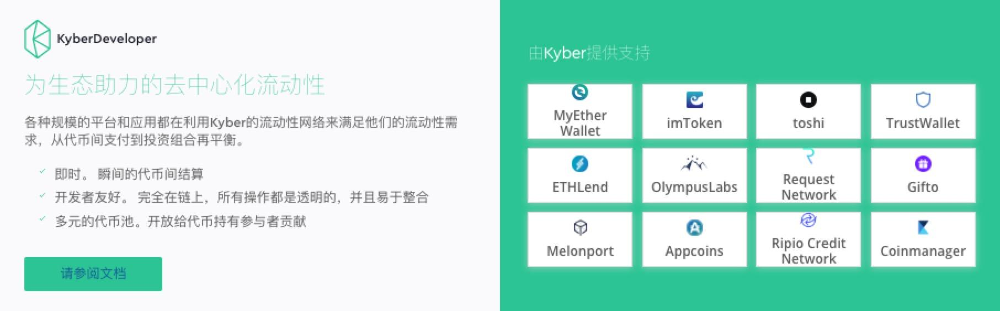 KyberDeveloper
为生态助力的去中心化流动性
各种规模的平台和应用都在利用Kyber的流动性网络来满足他们的流动性需
求，从代币间支付到投资组合再平衡。
即时。 瞬间的代币间结算
开发者友好。 完全在链上，所有操作都是透明的，并且易于整合
多元的代币池。开放给代币持有参与者贡献
请参阅文档
由Kyber提供支持
MyEther
Wallet
imToken
toshi
TrustWallet
ETHLend
OlympusLabs
Request
Network
Gifto
Melonport
Appcoins
Ripio Credit
Network
Coinmanager